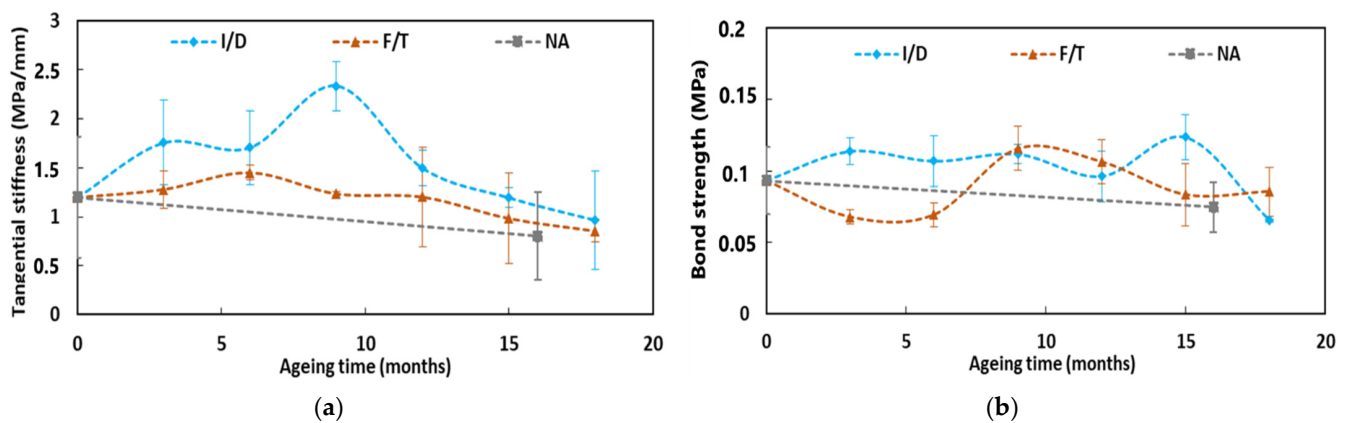 Tangential stiffness (MPa/mm)
3
2.5
2
1.5
1
0.5
0
I/D
F/T
NA
0
5
10
15
20
Ageing time (months)
(a)
Bond strength (MPa)
0.2
0.15
0.1
0.05
0
I/D
F/T
NA
0
5
10
15
20
Ageing time (months)
(b)